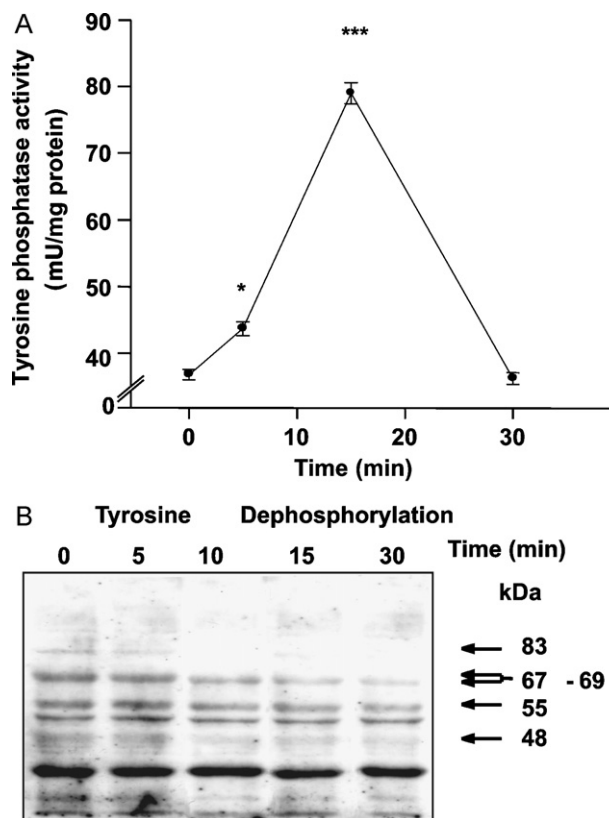 A
Tyrosine phosphatase activity
(mU/mg protein)
90
80
70
60
50
40
0
***
*
0 10 20 30
Time (min)
B
Tyrosine Dephosphorylation
0 5 10 15 30 Time (min)
kDa
83
67 - 69
55
48